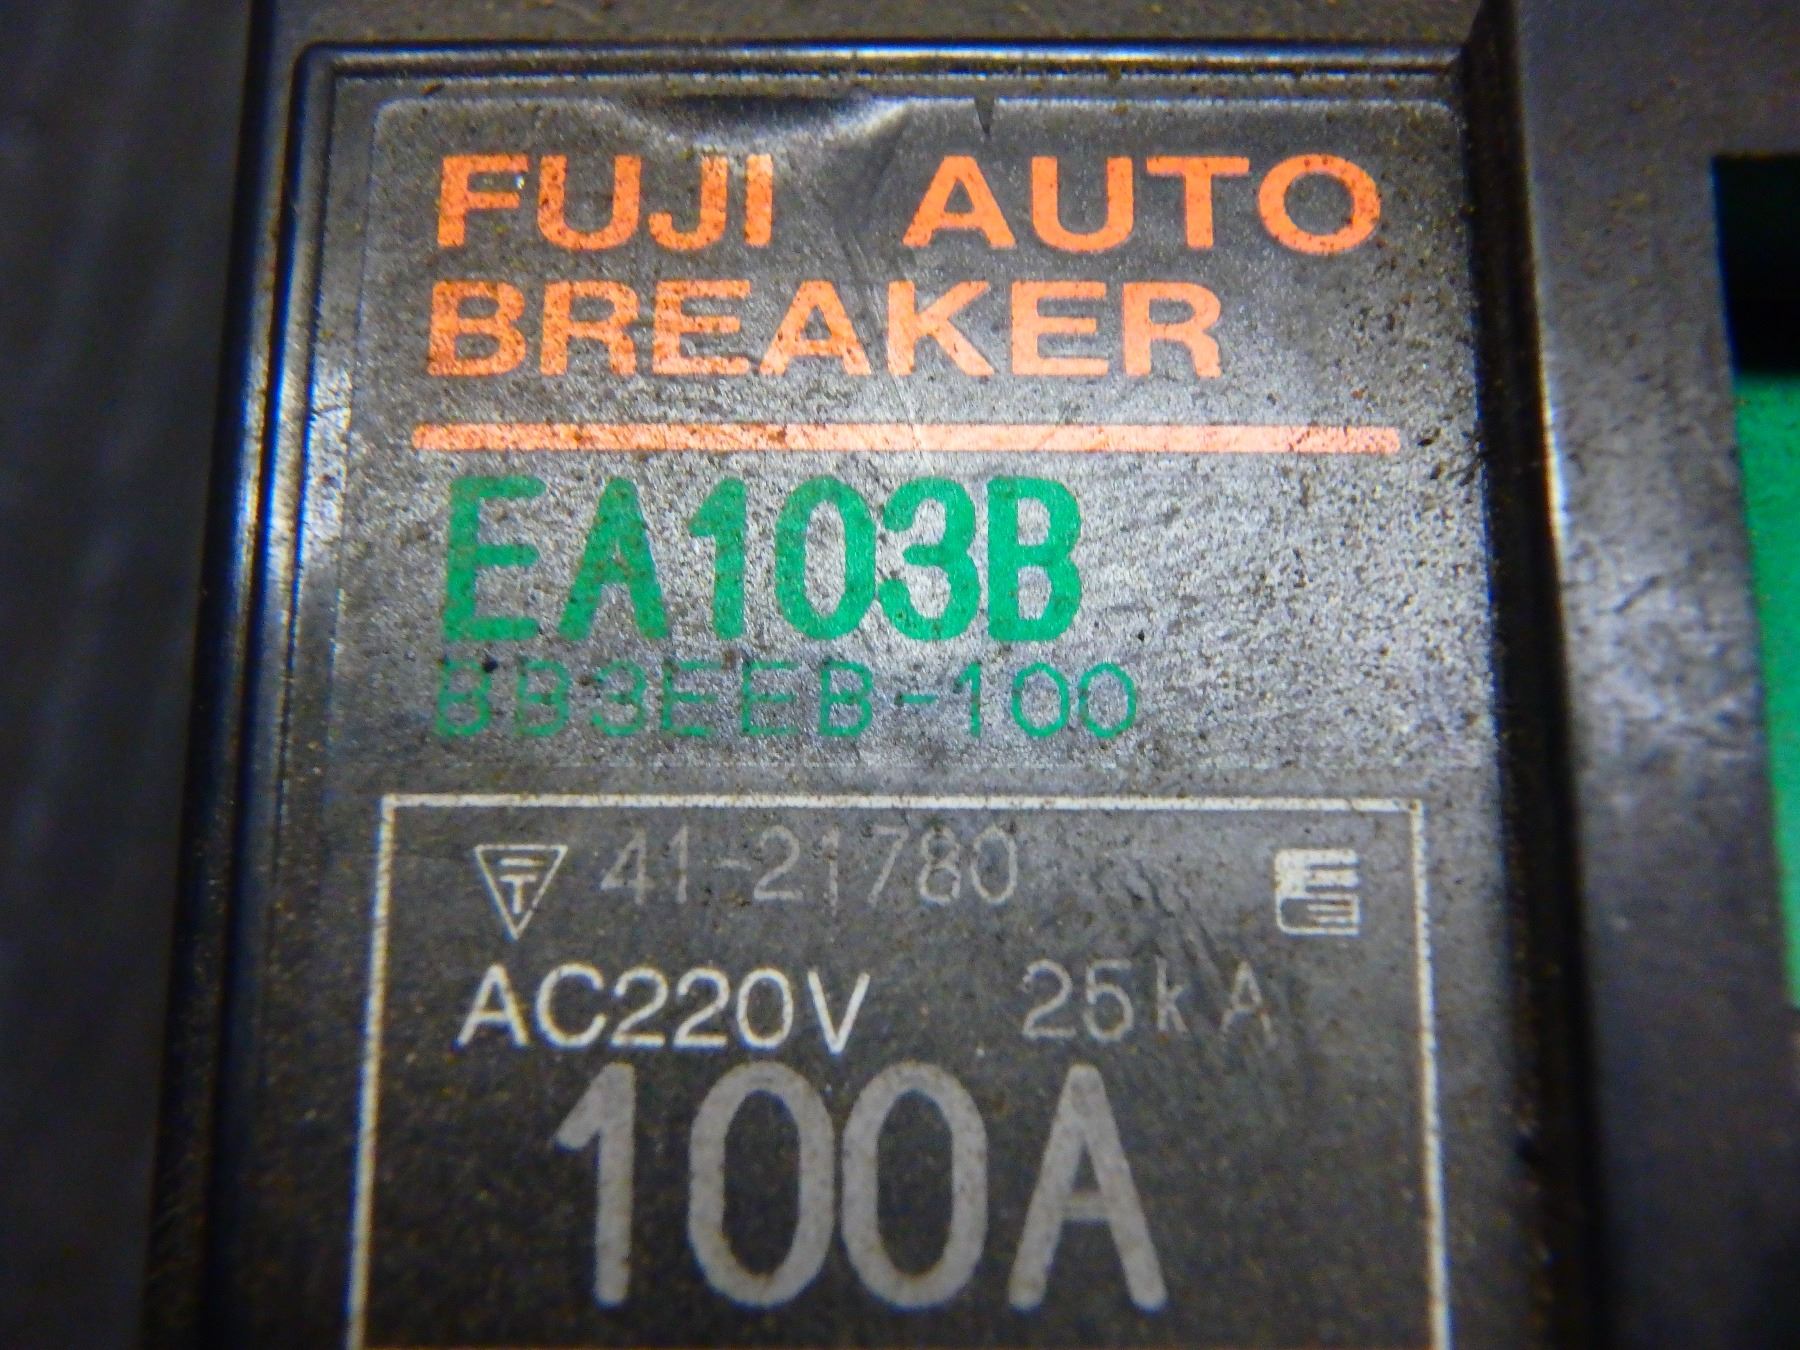 FUJI AUTO
BREAKER
EA103B
BB3EEB-100
T 41-21780
AC220V 25kA
100A